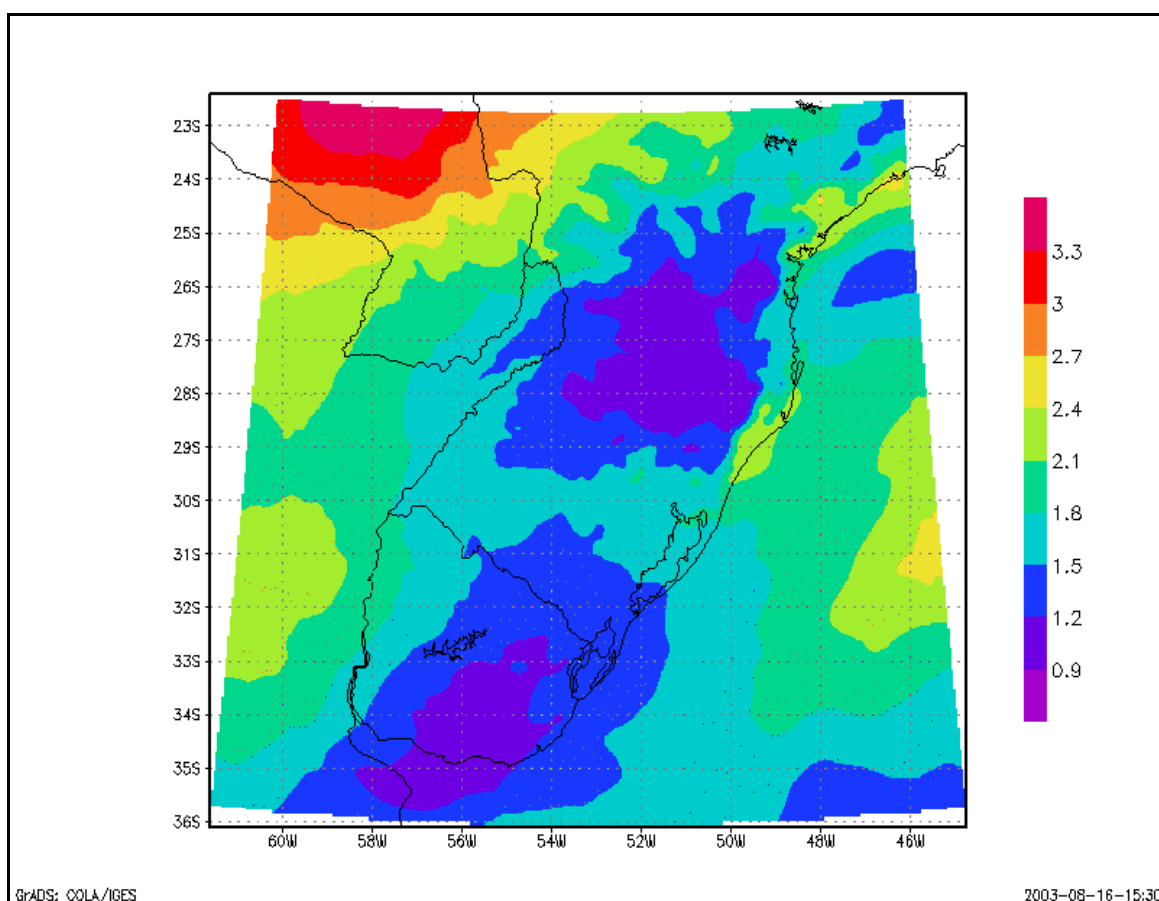 23S
24S
25S
26S
27S
28S
29S
30S
31S
32S
33S
34S
35S
36S
60W 58W 56W 54W 52W 50W 48W 46W
3.3
3
2.7
2.4
2.1
1.8
1.5
1.2
0.9
GrADS: COLA/IGES 2003-08-16-15:30